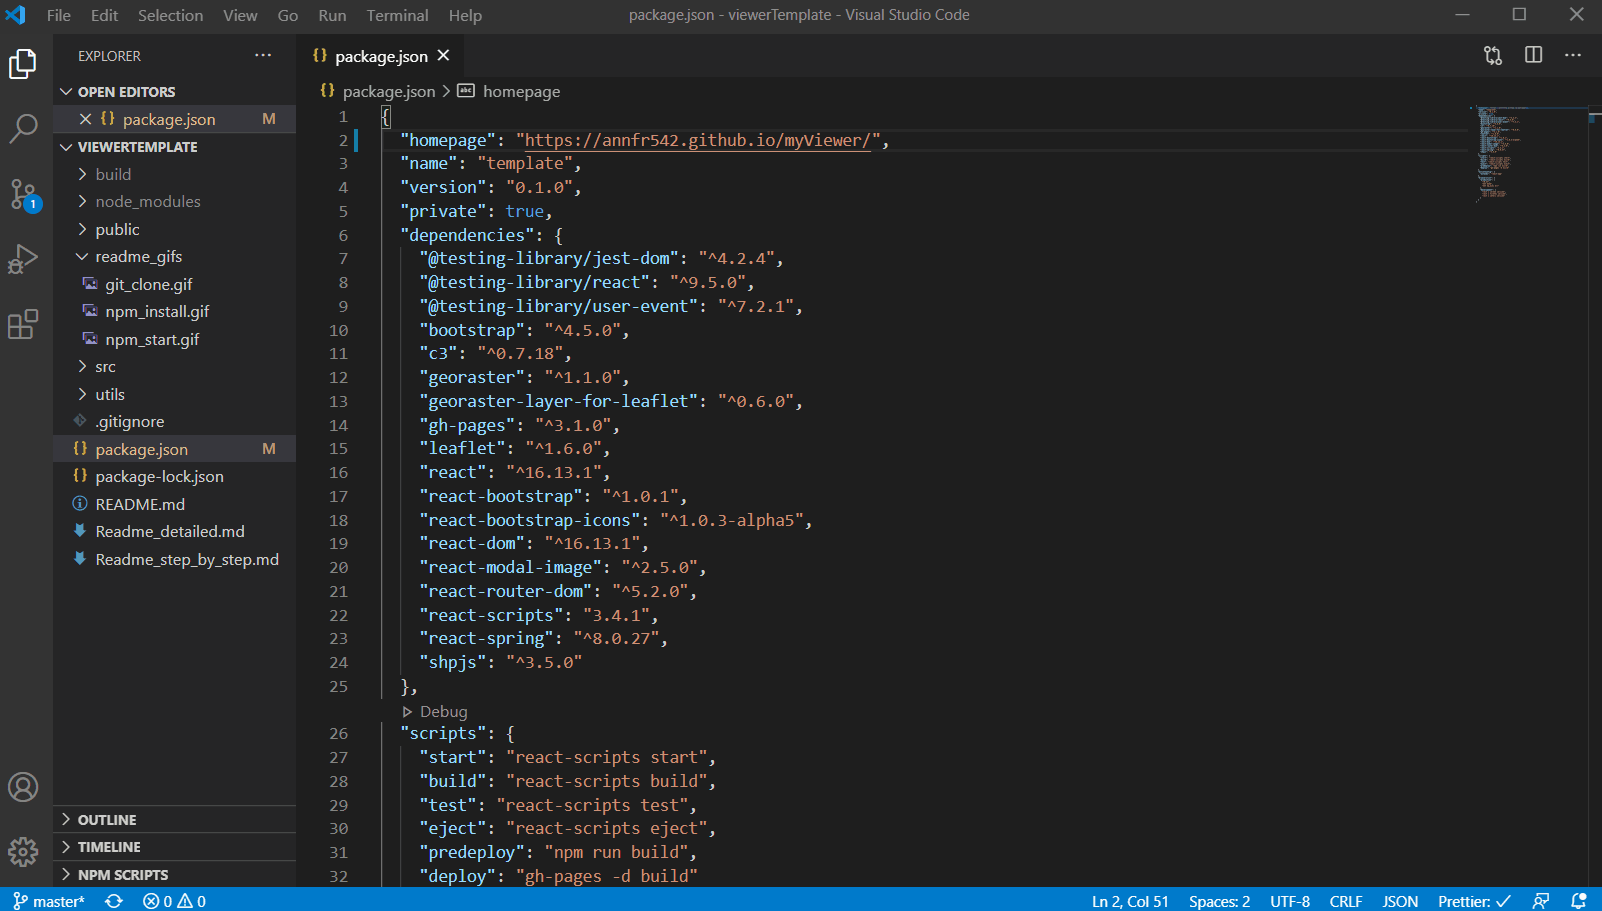 File Edit Selection View Go Run Terminal Help
package.json - viewerTemplate - Visual Studio Code
EXPLORER
OPEN EDITORS
package.json M
VIEWERTEMPLATE
build
node_modules
public
readme_gifs
git_clone.gif
npm_install.gif
npm_start.gif
src
utils
.gitignore
package.json M
package-lock.json
README.md
Readme_detailed.md
Readme_step_by_step.md
OUTLINE
TIMELINE
NPM SCRIPTS
1
package.json
package.json > homepage
1 {
2 "homepage": "https://annfr542.github.io/myViewer/",
3 "name": "template",
4 "version": "0.1.0",
5 "private": true,
6 "dependencies": {
7 "@testing-library/jest-dom": "^4.2.4",
8 "@testing-library/react": "^9.5.0",
9 "@testing-library/user-event": "^7.2.1",
10 "bootstrap": "^4.5.0",
11 "c3": "^0.7.18",
12 "georaster": "^1.1.0",
13 "georaster-layer-for-leaflet": "^0.6.0",
14 "gh-pages": "^3.1.0",
15 "leaflet": "^1.6.0",
16 "react": "^16.13.1",
17 "react-bootstrap": "^1.0.1",
18 "react-bootstrap-icons": "^1.0.3-alpha5",
19 "react-dom": "^16.13.1",
20 "react-modal-image": "^2.5.0",
21 "react-router-dom": "^5.2.0",
22 "react-scripts": "3.4.1",
23 "react-spring": "^8.0.27",
24 "shpjs": "^3.5.0"
25 },
Debug
26 "scripts": {
27 "start": "react-scripts start",
28 "build": "react-scripts build",
29 "test": "react-scripts test",
30 "eject": "react-scripts eject",
31 "predeploy": "npm run build",
32 "deploy": "gh-pages -d build"
master* 0 0 Ln 2, Col 51 Spaces: 2 UTF-8 CRLF JSON Prettier: ✓